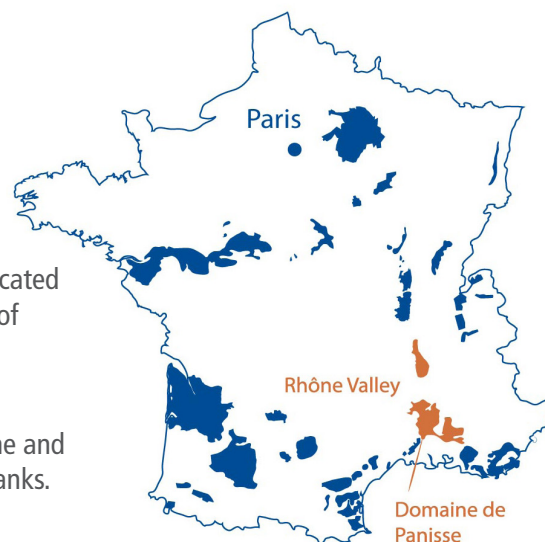 Paris
cated
of
Rhône Valley
ne and
anks.
Domaine de
Panisse